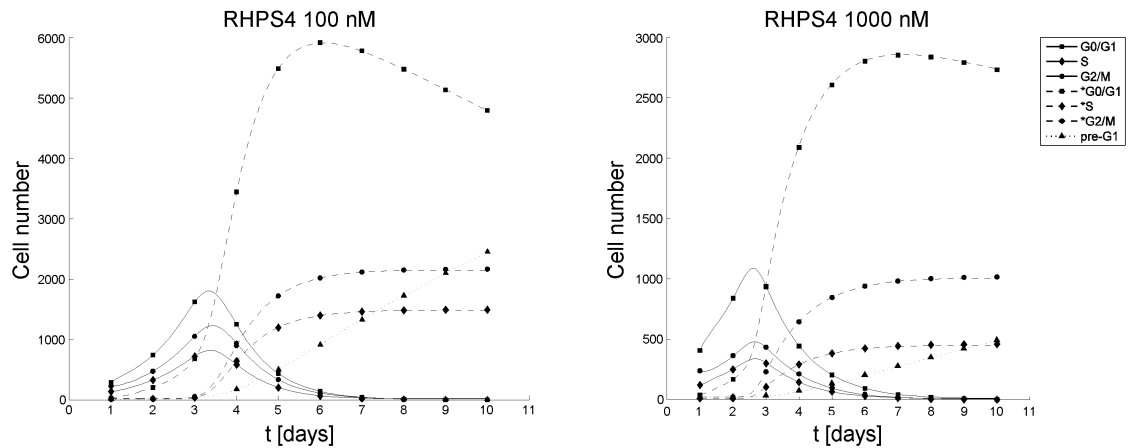 RHPS4 100 nM
6000
5000
4000
3000
2000
1000
0
Cell number
0 1 2 3 4 5 6 7 8 9 10 11
t [days]
RHPS4 1000 nM
3000
2500
2000
1500
1000
500
0
Cell number
0 1 2 3 4 5 6 7 8 9 10 11
t [days]
G0/G1
S
G2/M
*G0/G1
*S
*G2/M
pre-G1